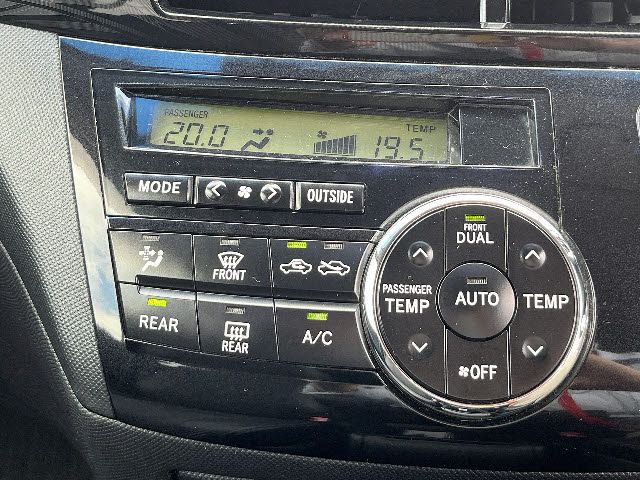 PASSENGER TEMP
20.0 19.5
MODE OUTSIDE
FRONT
DUAL
FRONT
PASSENGER
TEMP AUTO TEMP
REAR REAR A/C
OFF